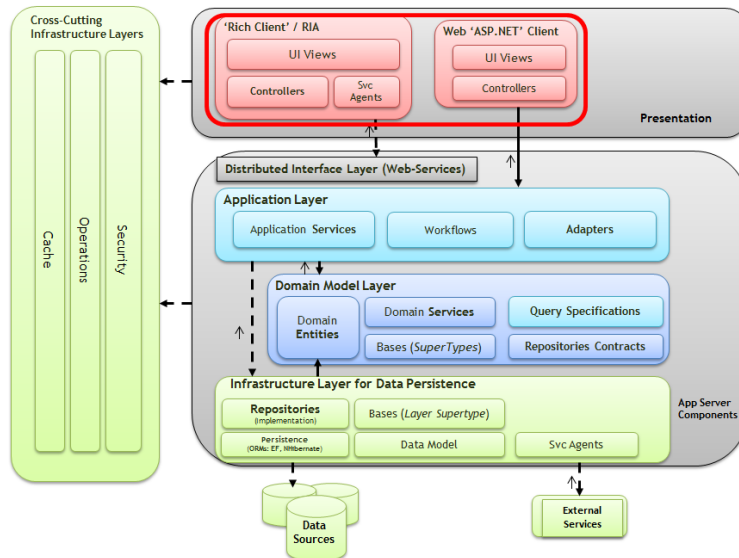 Cross-Cutting
Infrastructure Layers
Cache
Operations
Security
‘Rich Client’ / RIA
UI Views
Controllers
Svc
Agents
Web ‘ASP.NET’ Client
UI Views
Controllers
Presentation
Distributed Interface Layer (Web-Services)
Application Layer
Application Services
Workflows
Adapters
Domain Model Layer
Domain
Entities
Domain Services
Query Specifications
Bases (SuperTypes)
Repositories Contracts
Infrastructure Layer for Data Persistence
Repositories
(Implementation)
Bases (Layer Supertype)
Persistence
(ORMs: EF, NHibernate)
Data Model
Svc Agents
App Server
Components
Data
Sources
External
Services